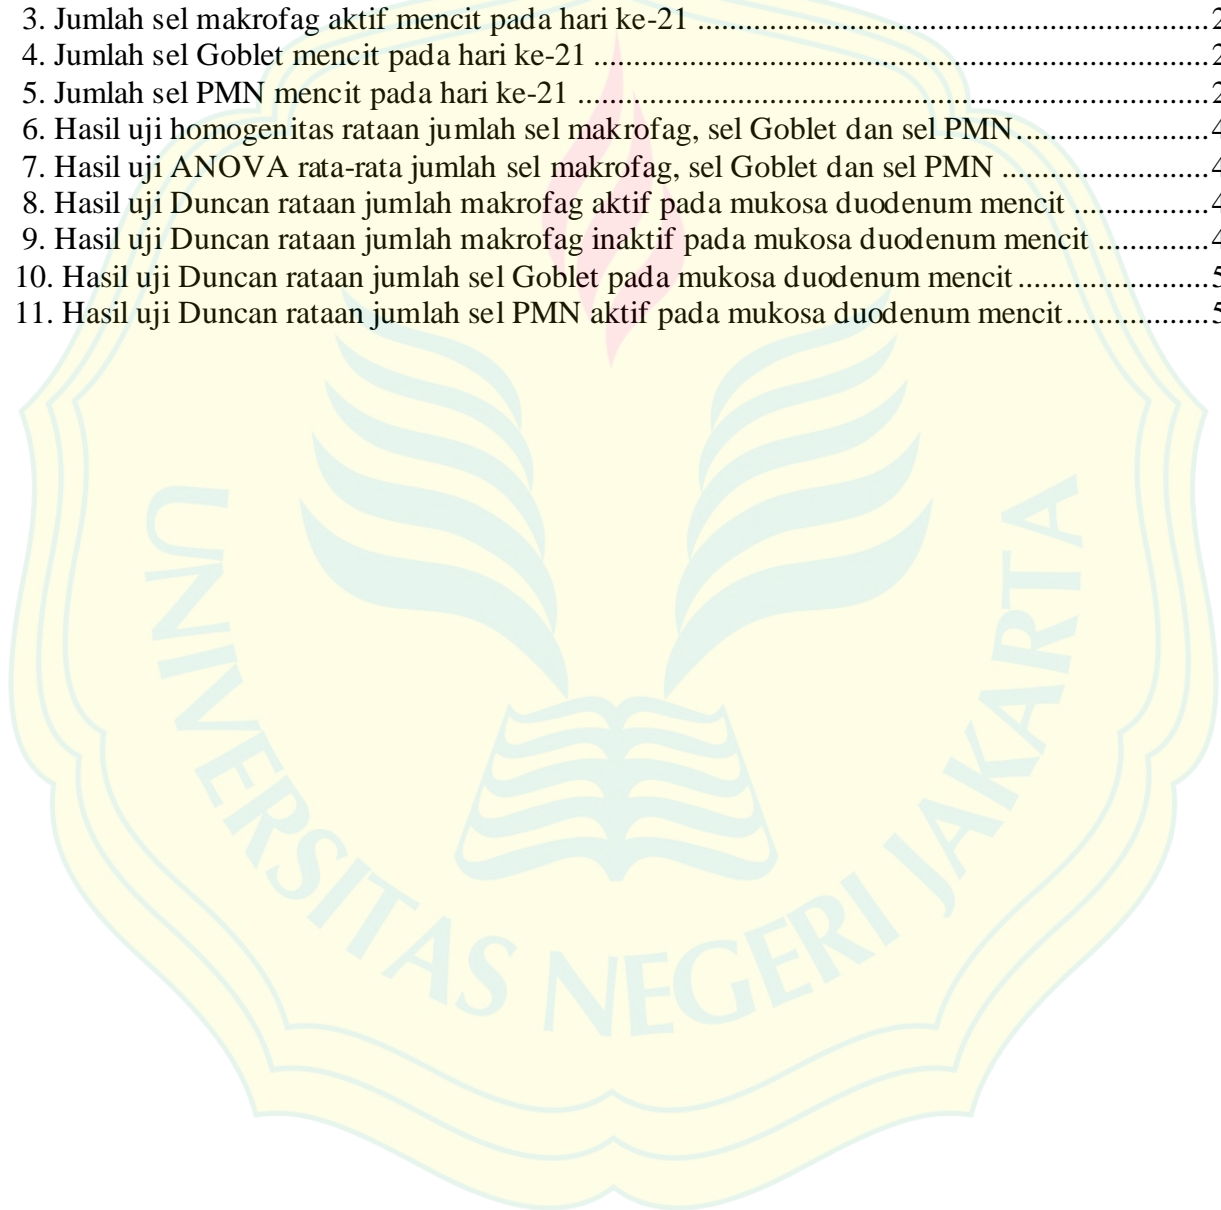 3. Jumlah sel makrofag aktif mencit pada hari ke-21 ................................................................2
4. Jumlah sel Goblet mencit pada hari ke-21 .............................................................................2
5. Jumlah sel PMN mencit pada hari ke-21 ...............................................................................2
6. Hasil uji homogenitas rataan jumlah sel makrofag, sel Goblet dan sel PMN........................4
7. Hasil uji ANOVA rata-rata jumlah sel makrofag, sel Goblet dan sel PMN ..........................4
8. Hasil uji Duncan rataan jumlah makrofag aktif pada mukosa duodenum mencit .................4
9. Hasil uji Duncan rataan jumlah makrofag inaktif pada mukosa duodenum mencit ..............4
10. Hasil uji Duncan rataan jumlah sel Goblet pada mukosa duodenum mencit ........................5
11. Hasil uji Duncan rataan jumlah sel PMN aktif pada mukosa duodenum mencit..................5
UNIVERSITAS NEGERI JAKARTA